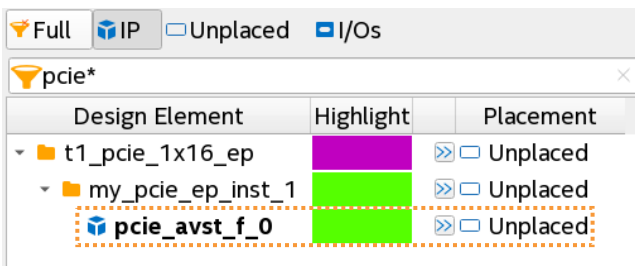 Full IP Unplaced I/Os
pcie*
Design Element Highlight Placement
t1_pcie_1x16_ep Unplaced
my_pcie_ep_inst_1 Unplaced
pcie_avst_f_0 Unplaced